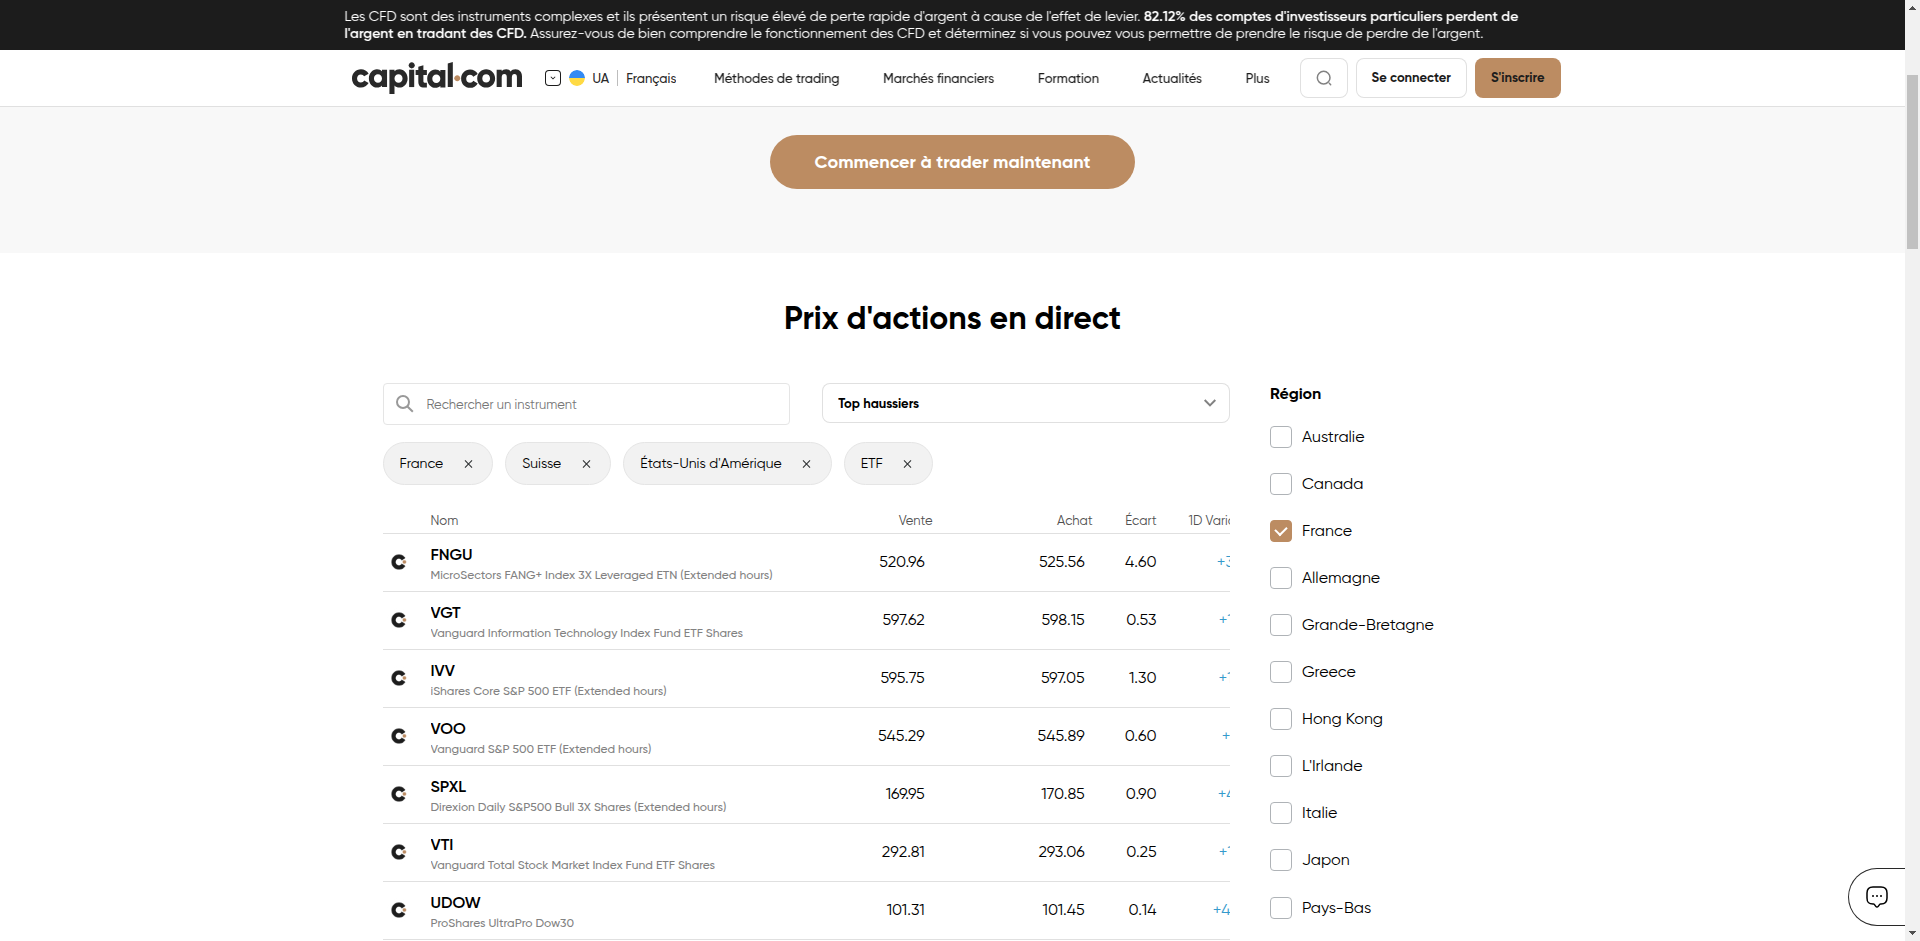 Les CFD sont des instruments complexes et ils présentent un risque élevé de perte rapide d'argent à cause de l'effet de levier. 82.12% des comptes d'investisseurs particuliers perdent de
l'argent en tradant des CFD. Assurez-vous de bien comprendre le fonctionnement des CFD et déterminez si vous pouvez vous permettre de prendre le risque de perdre de l'argent.
capital.com UA Français Méthodes de trading Marchés financiers Formation Actualités Plus Se connecter S'inscrire
Commencer à trader maintenant
Prix d'actions en direct
Rechercher un instrument
Top haussiers
France Suisse États-Unis d'Amérique ETF
Nom Vente Achat Écart 1D
FNGU 520.96 525.56 4.60
MicroSectors FANG+ Index 3X Leveraged ETN (Extended hours)
VGT 597.62 598.15 0.53
Vanguard Information Technology Index Fund ETF Shares
IVV 595.75 597.05 1.30
iShares Core S&P 500 ETF (Extended hours)
VOO 545.29 545.89 0.60
Vanguard S&P 500 ETF (Extended hours)
SPXL 169.95 170.85 0.90
Direxion Daily S&P500 Bull 3X Shares (Extended hours)
VTI 292.81 293.06 0.25
Vanguard Total Stock Market Index Fund ETF Shares
UDOW 101.31 101.45 0.14 +4
ProShares UltraPro Dow30
Région
Australie
Canada
France
Allemagne
Grande-Bretagne
Greece
Hong Kong
L'Irlande
Italie
Japon
Pays-Bas